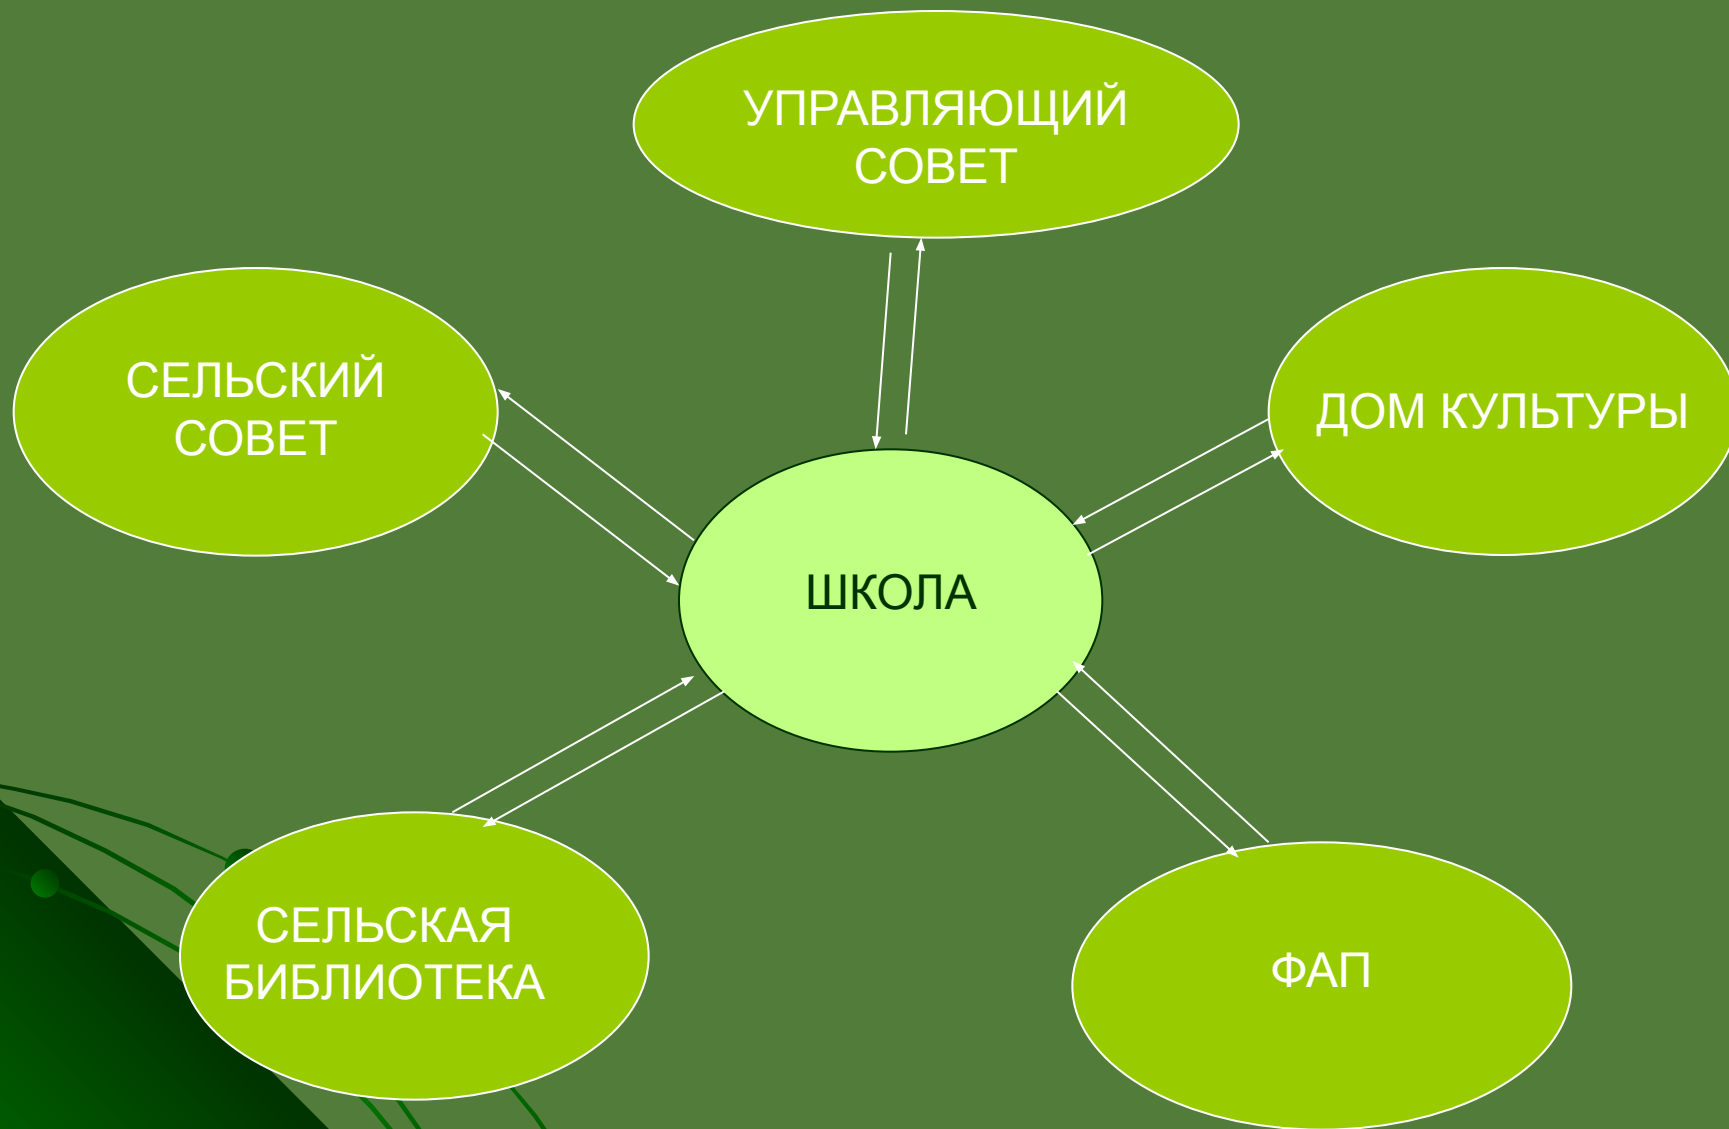 УПРАВЛЯЮЩИЙ
СОВЕТ
СЕЛЬСКИЙ
СОВЕТ
ДОМ КУЛЬТУРЫ
ШКОЛА
СЕЛЬСКАЯ
БИБЛИОТЕКА
ФАП